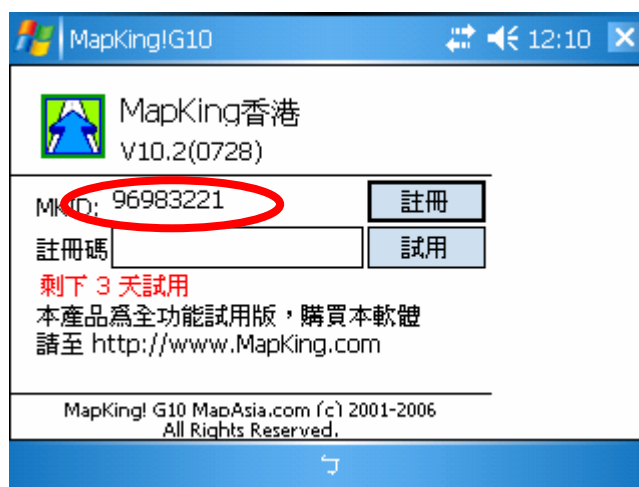 MapKing!G10 12:10
MapKing香港
V10.2(0728)
MKID: 96983221 註冊
註冊碼 試用
剩下 3 天試用
本產品爲全功能試用版，購買本軟體
請至 http://www.MapKing.com
MapKing! G10 MapAsia.com (c) 2001-2006
All Rights Reserved.
ㄅ